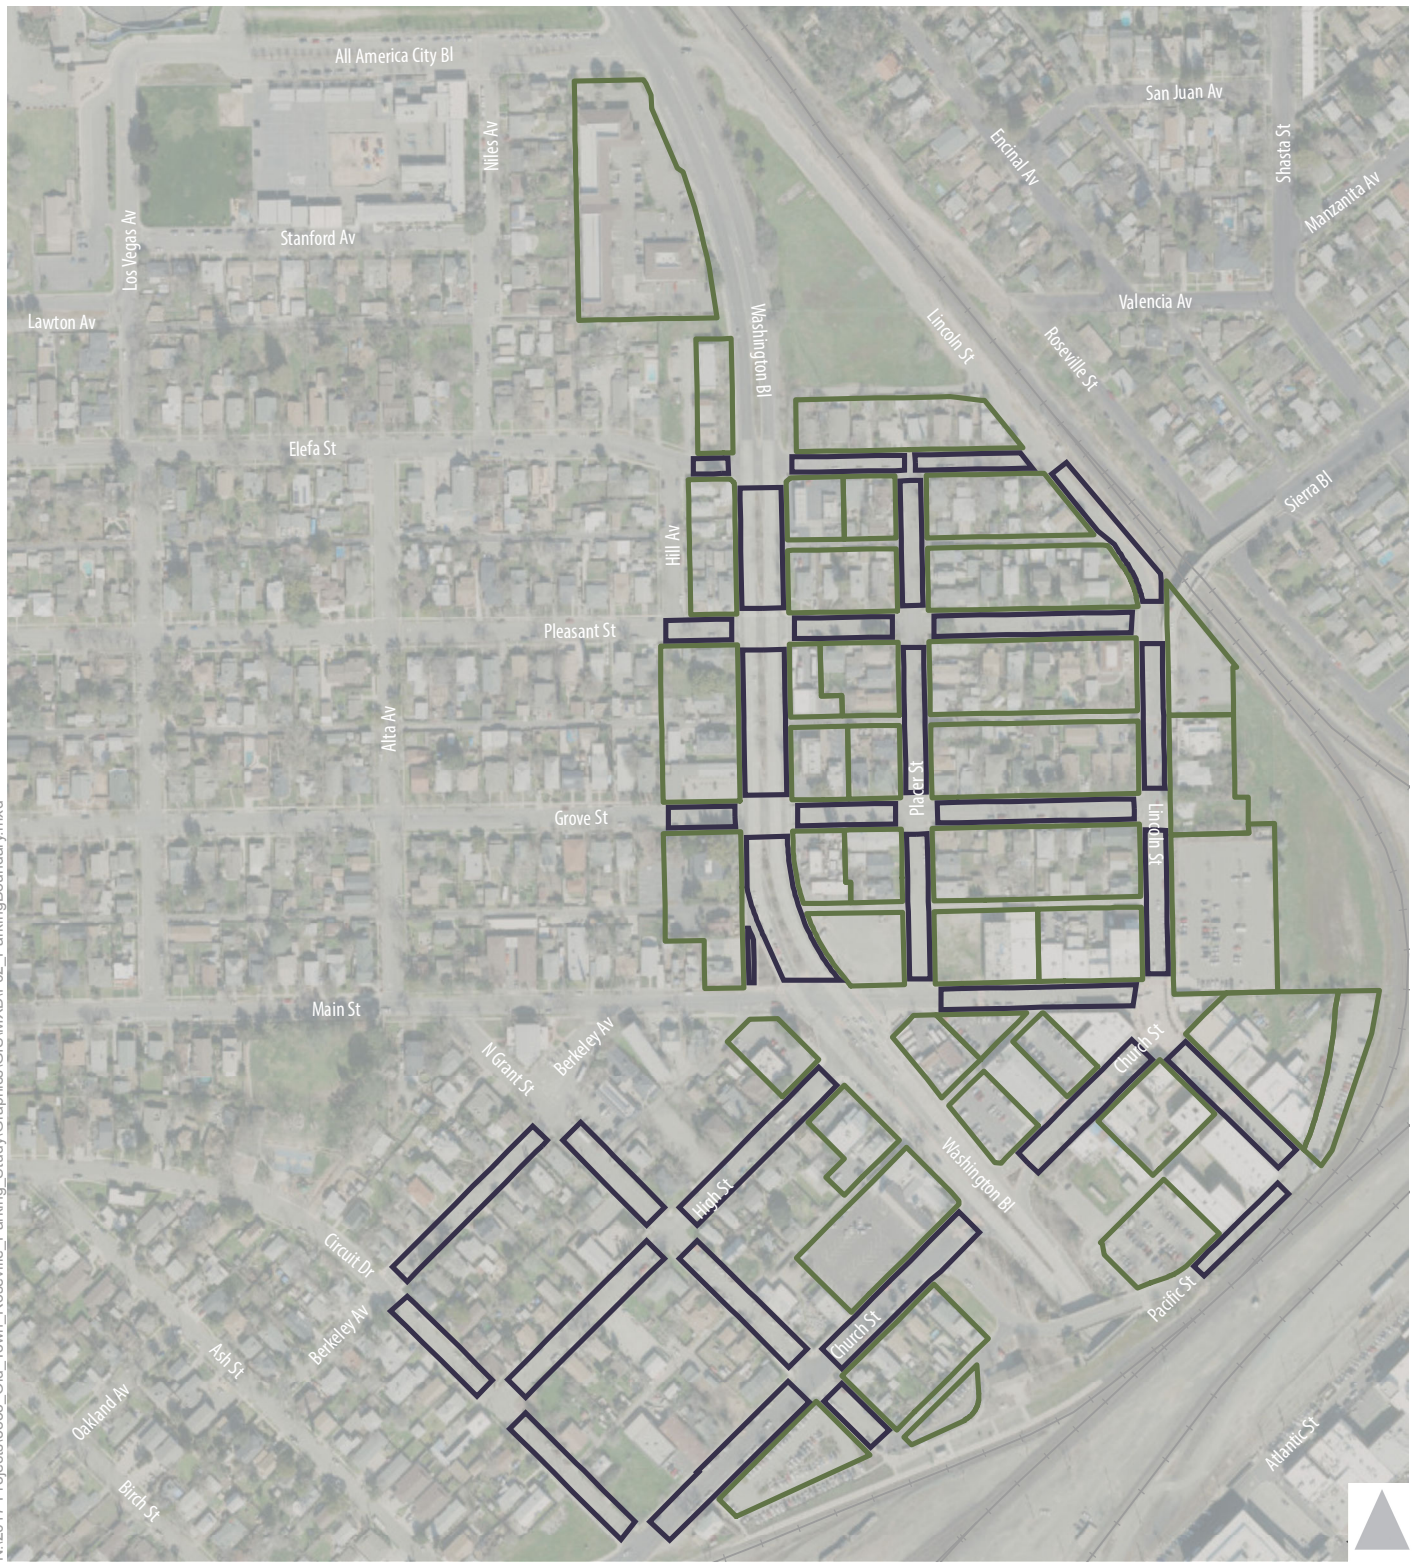 All America City Bl
San Juan Av
Encinal Av
Shasta St
Niles Av
Manzanita Av
Los Vegas Av
Stanford Av
Valencia Av
Lawton Av
Washington Bl
Lincoln St
Roseville St
Elefa St
Sierra Bl
Hill Av
Pleasant St
Alta Av
Placer St
Grove St
Lincoln St
Main St
N Grant St
Berkeley Av
Church St
Washington Bl
High St
Circuit Dr
Berkeley Av
Pacific St
Church St
Ash St
Oakland Av
Atlantic St
Birch St